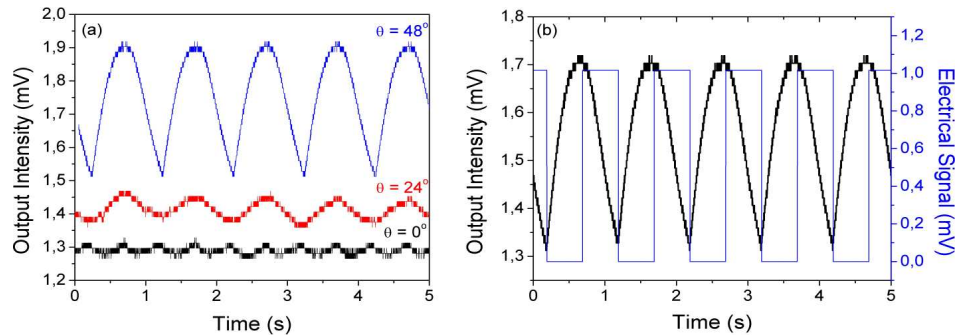 (a)
θ = 48°
θ = 24°
θ = 0°
2,0
1,9
1,8
1,7
1,6
1,5
1,4
1,3
1,2
Output Intensity (mV)
0 1 2 3 4 5
Time (s)
(b)
1,8
1,7
1,6
1,5
1,4
1,3
Output Intensity (mV)
1,2
1,0
0,8
0,6
0,4
0,2
0,0
Electrical Signal (mV)
0 1 2 3 4 5
Time (s)